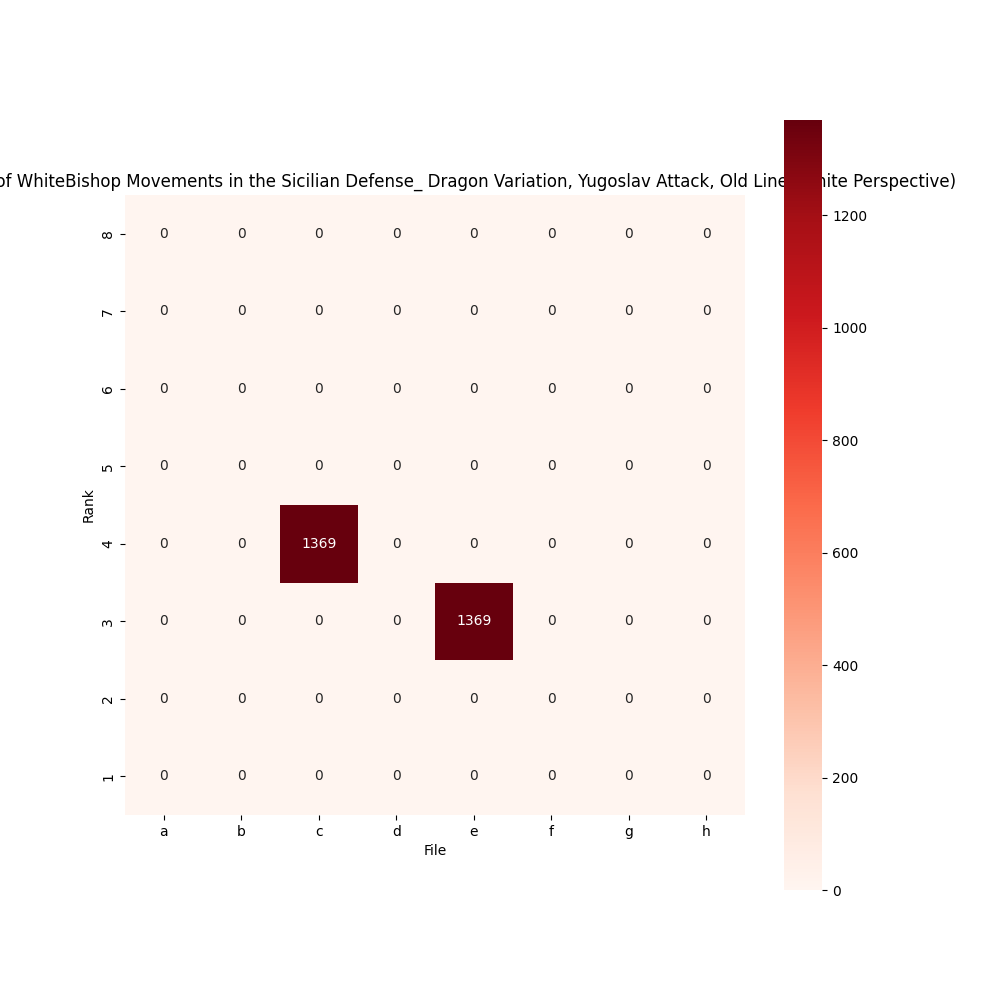 of WhiteBishop Movements in the Sicilian Defense_ Dragon Variation, Yugoslav Attack, Old Line Perspective)
8 0 0 0 0 0 0 0 0
7 0 0 0 0 0 0 0 0
6 0 0 0 0 0 0 0 0
5 0 0 0 0 0 0 0 0
4 0 0 1369 0 0 0 0 0
3 0 0 0 0 1369 0 0 0
2 0 0 0 0 0 0 0 0
1 0 0 0 0 0 0 0 0
a b c d e f g h
File
Rank
1200
1000
800
600
400
200
0